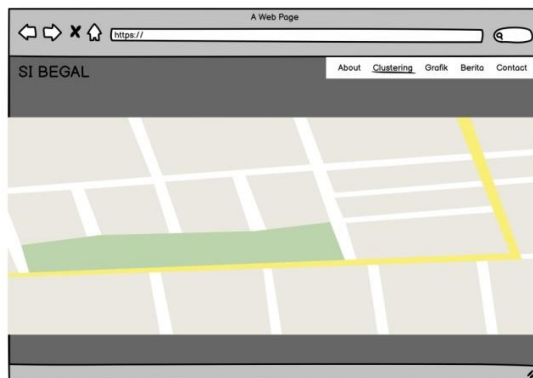 A Web Page
https://
SI BEGAL
About Clustering Grafik Berita Contact